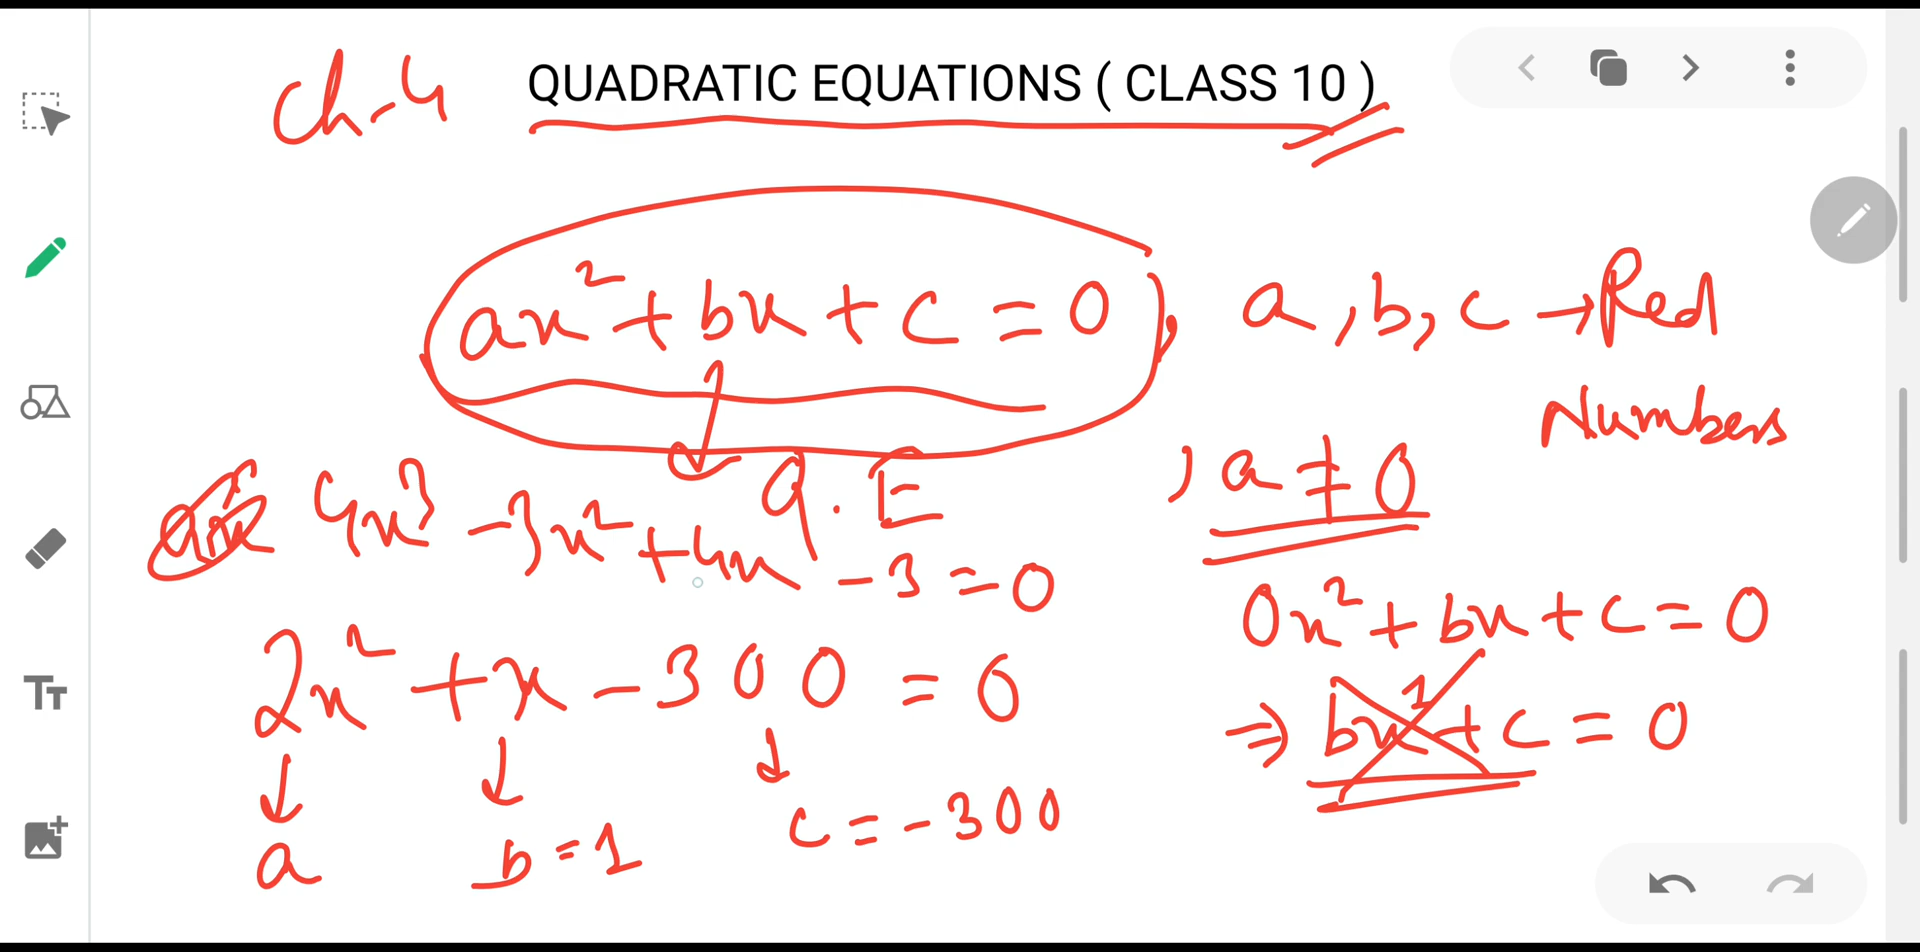 Ch-4 QUADRATIC EQUATIONS ( CLASS 10 )
ax² + bx + c = 0 , a, b, c → Real
Numbers
, a ≠ 0
Q.E
4x³ - 3x² + 4x - 3 = 0
0x² + bx + c = 0
2x² + x - 300 = 0
⇒ bx¹ + c = 0
a b = 1 c = -300